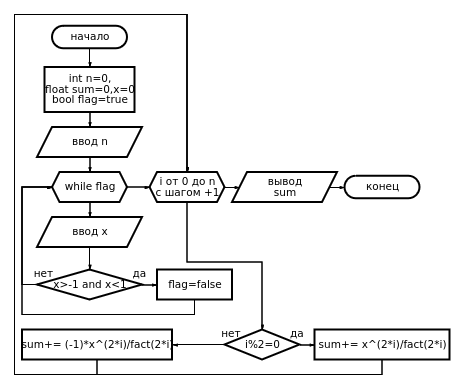 начало
int n=0,
float sum=0,x=0
bool flag=true
ввод n
while flag
i от 0 до n
с шагом +1
вывод
sum
конец
ввод x
нет
да
x>-1 and x<1
flag=false
нет
да
sum+= (-1)*x^(2*i)/fact(2*i)
i%2=0
sum+= x^(2*i)/fact(2*i)